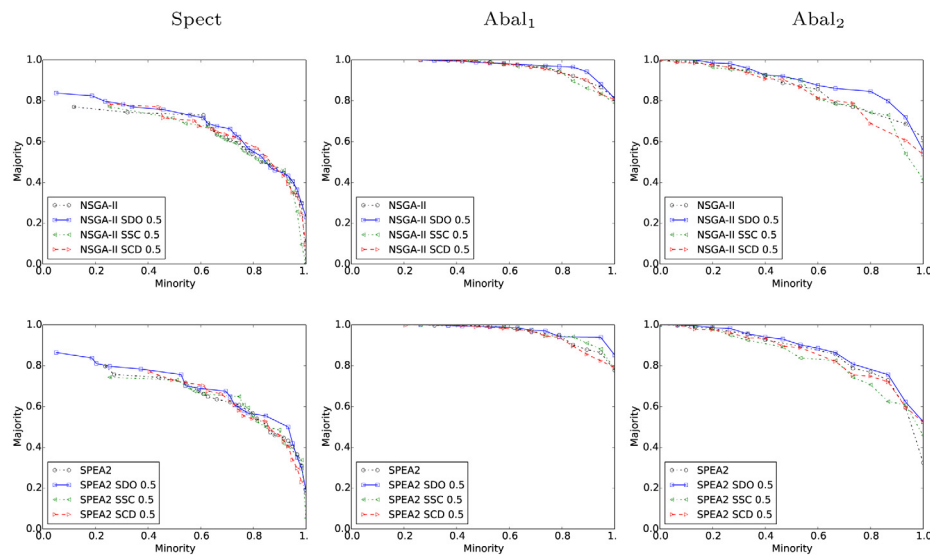 Spect
Abal1
Abal2
1.0
0.8
0.6
0.4
0.2
0.0
Majority
NSGA-II
NSGA-II SDO 0.5
NSGA-II SSC 0.5
NSGA-II SCD 0.5
0.0 0.2 0.4 0.6 0.8 1.
Minority
1.0
0.8
0.6
0.4
0.2
0.0
Majority
NSGA-II
NSGA-II SDO 0.5
NSGA-II SSC 0.5
NSGA-II SCD 0.5
0.0 0.2 0.4 0.6 0.8 1.
Minority
1.0
0.8
0.6
0.4
0.2
0.0
Majority
NSGA-II
NSGA-II SDO 0.5
NSGA-II SSC 0.5
NSGA-II SCD 0.5
0.0 0.2 0.4 0.6 0.8 1.0
Minority
1.0
0.8
0.6
0.4
0.2
0.0
Majority
SPEA2
SPEA2 SDO 0.5
SPEA2 SSC 0.5
SPEA2 SCD 0.5
0.0 0.2 0.4 0.6 0.8 1.
Minority
1.0
0.8
0.6
0.4
0.2
0.0
Majority
SPEA2
SPEA2 SDO 0.5
SPEA2 SSC 0.5
SPEA2 SCD 0.5
0.0 0.2 0.4 0.6 0.8 1.
Minority
1.0
0.8
0.6
0.4
0.2
0.0
Majority
SPEA2
SPEA2 SDO 0.5
SPEA2 SSC 0.5
SPEA2 SCD 0.5
0.0 0.2 0.4 0.6 0.8 1.0
Minority